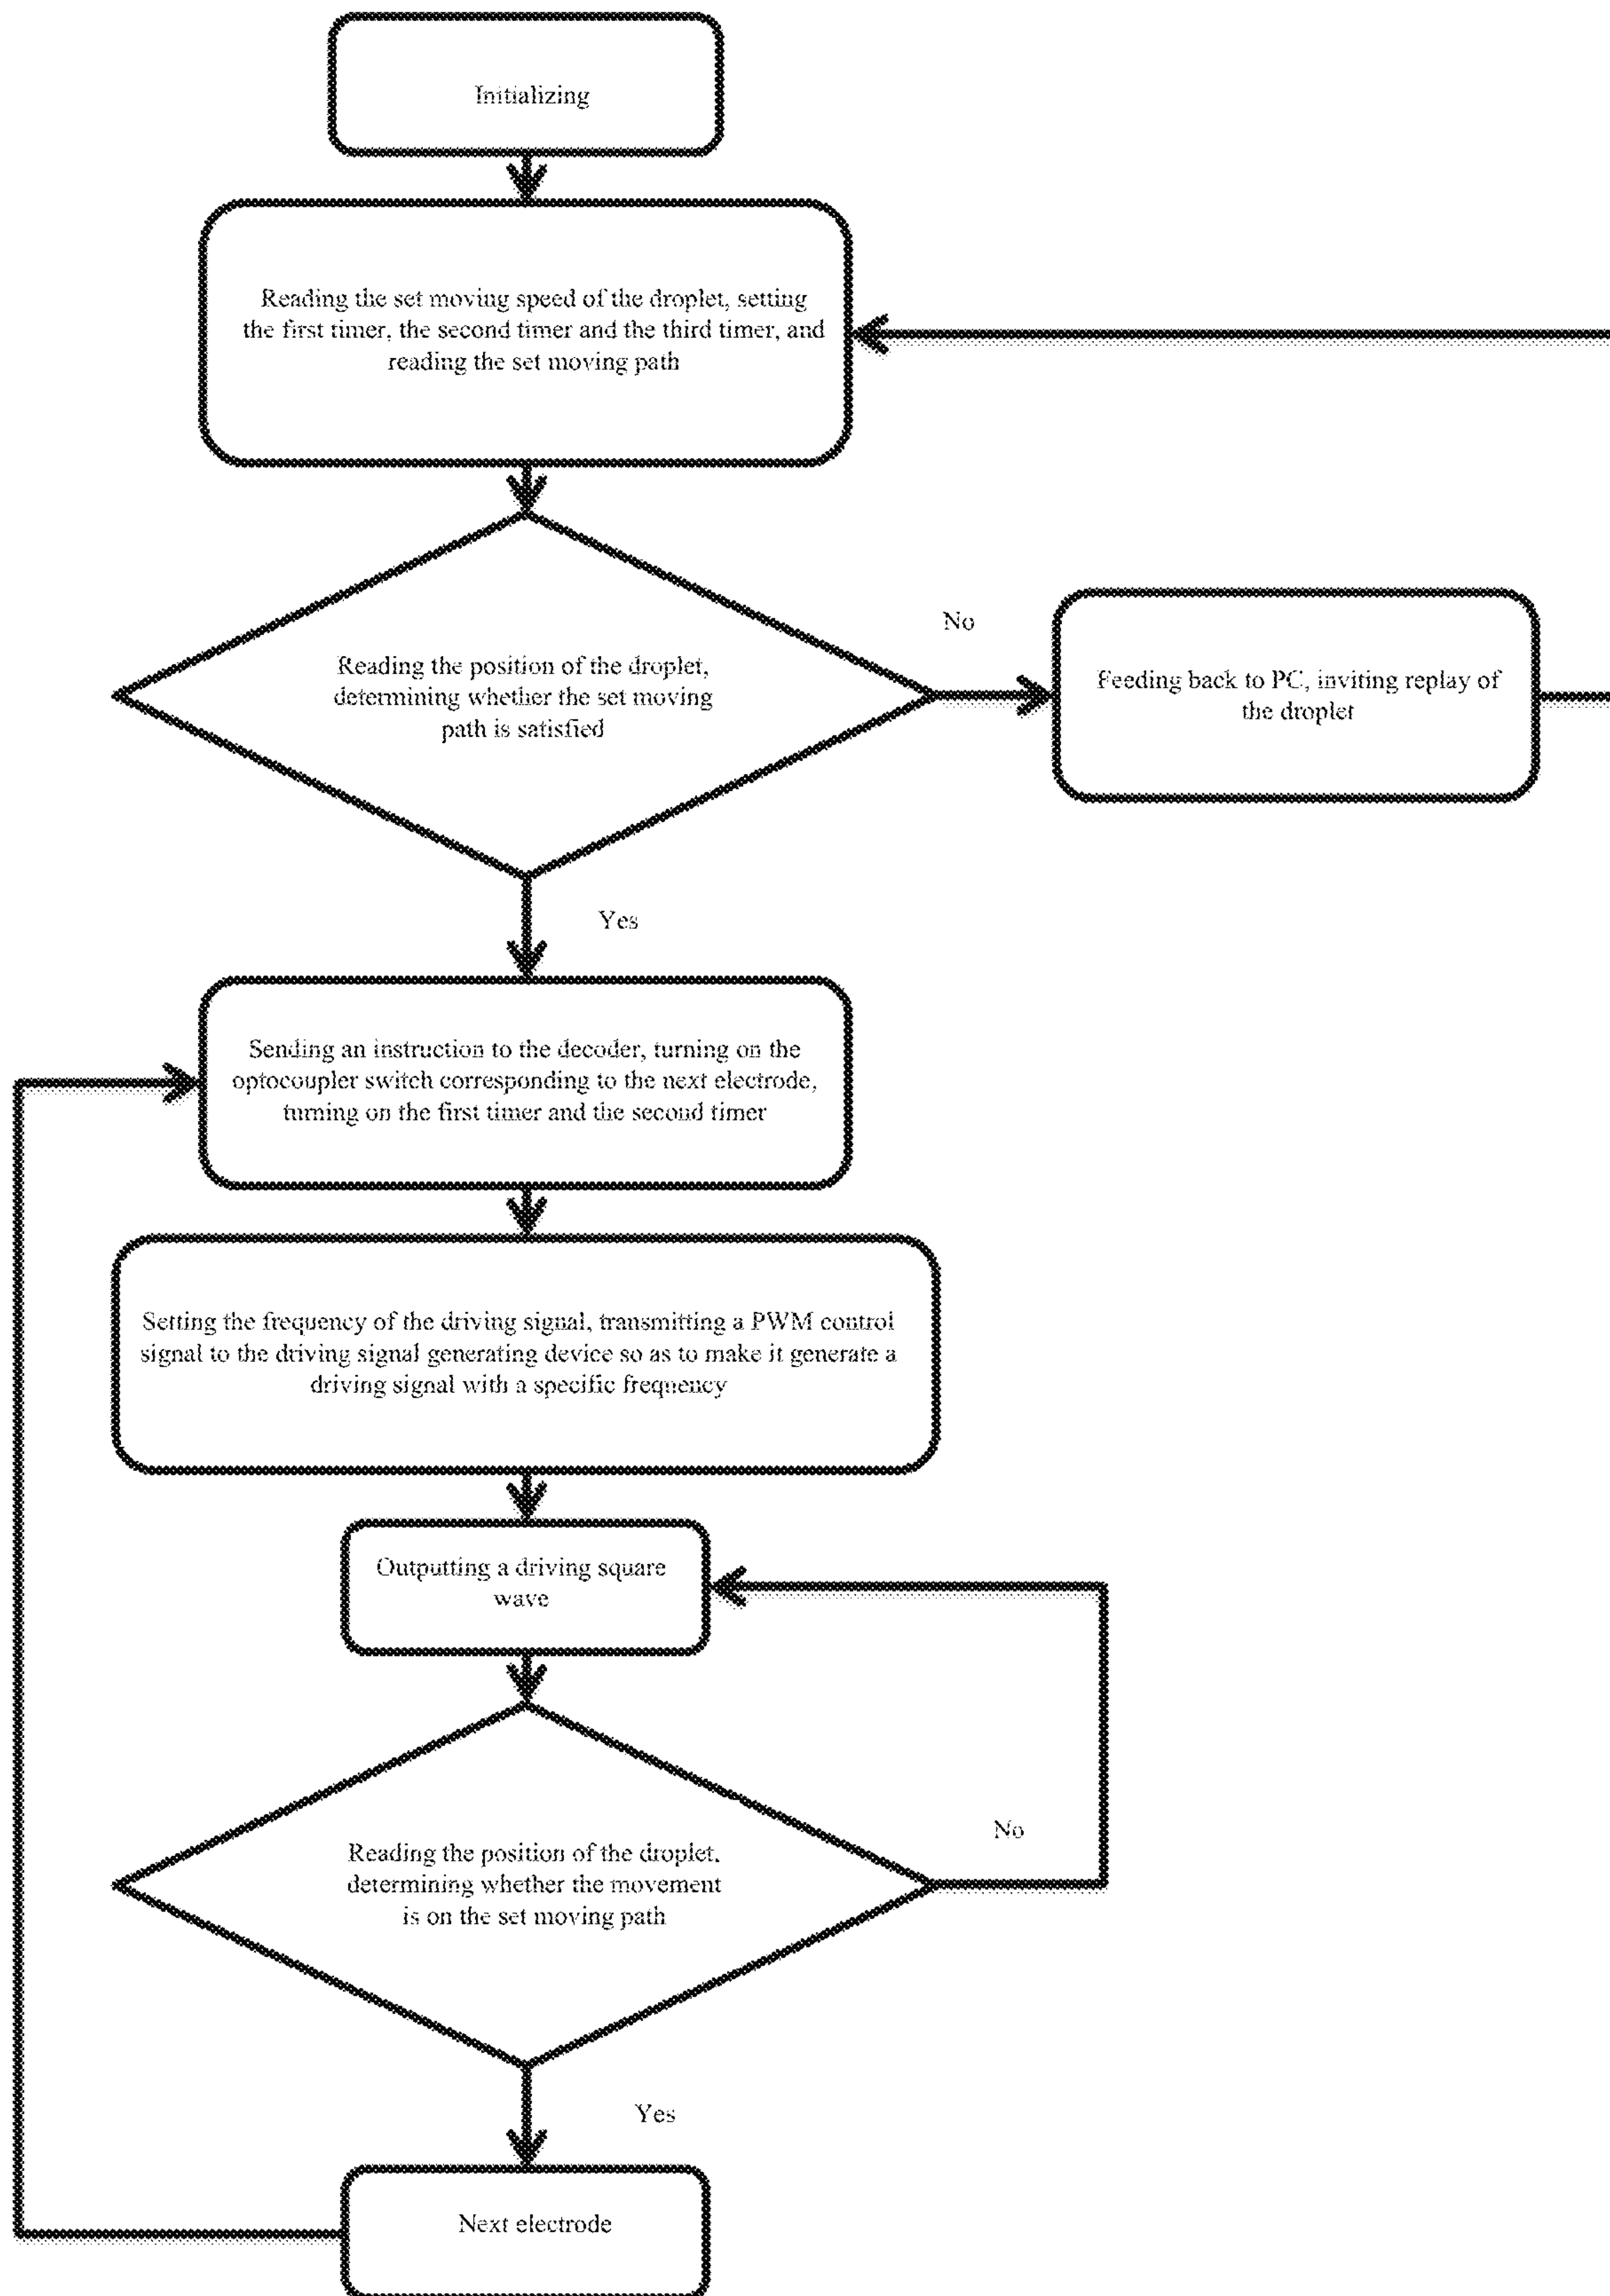 Initializing
Reading the set moving speed of the droplet, setting
the first timer, the second timer and the third timer, and
reading the set moving path
No
Reading the position of the droplet,
determining whether the set moving
path is satisfied
Feeding back to PC, inviting replay of
the droplet
Yes
Sending an instruction to the decoder, turning on the
optocoupler switch corresponding to the next electrode,
turning on the first timer and the second timer
Setting the frequency of the driving signal, transmitting a PWM control
signal to the driving signal generating device so as to make it generate a
driving signal with a specific frequency
Outputting a driving square
wave
No
Reading the position of the droplet,
determining whether the movement
is on the set moving path
Yes
Next electrode